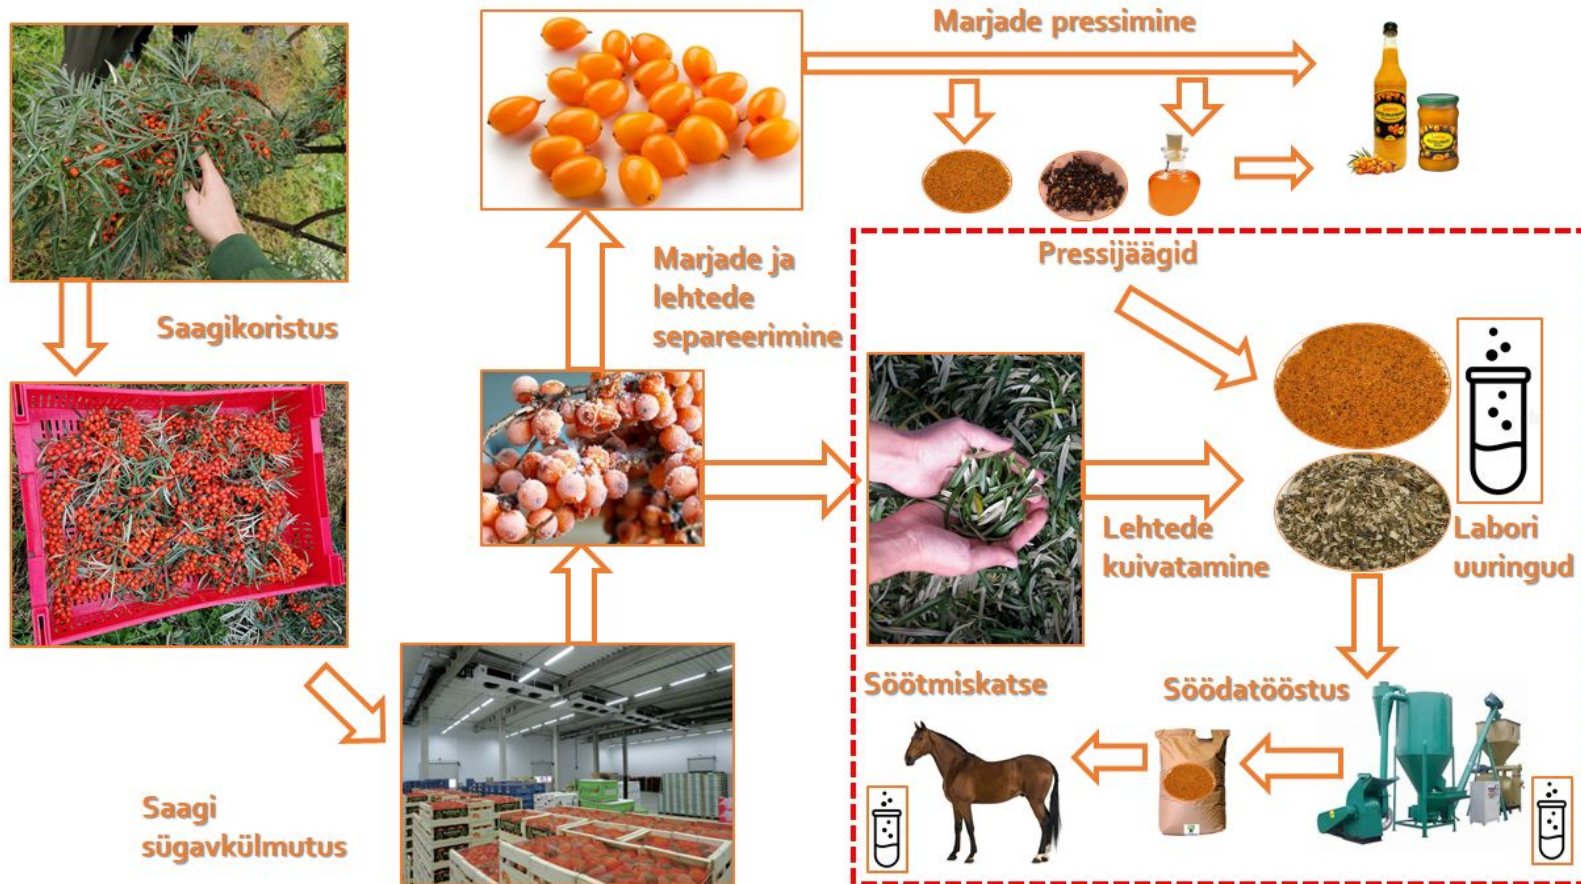 Marjade pressimine
Saagikoristus
Marjade ja
lehtede
separeerimine
Pressijäägid
Lehtede
kuivatamine
Labori
uuringud
Söötmiskatse
Söödatööstus
Saagi
sügavkülmutus